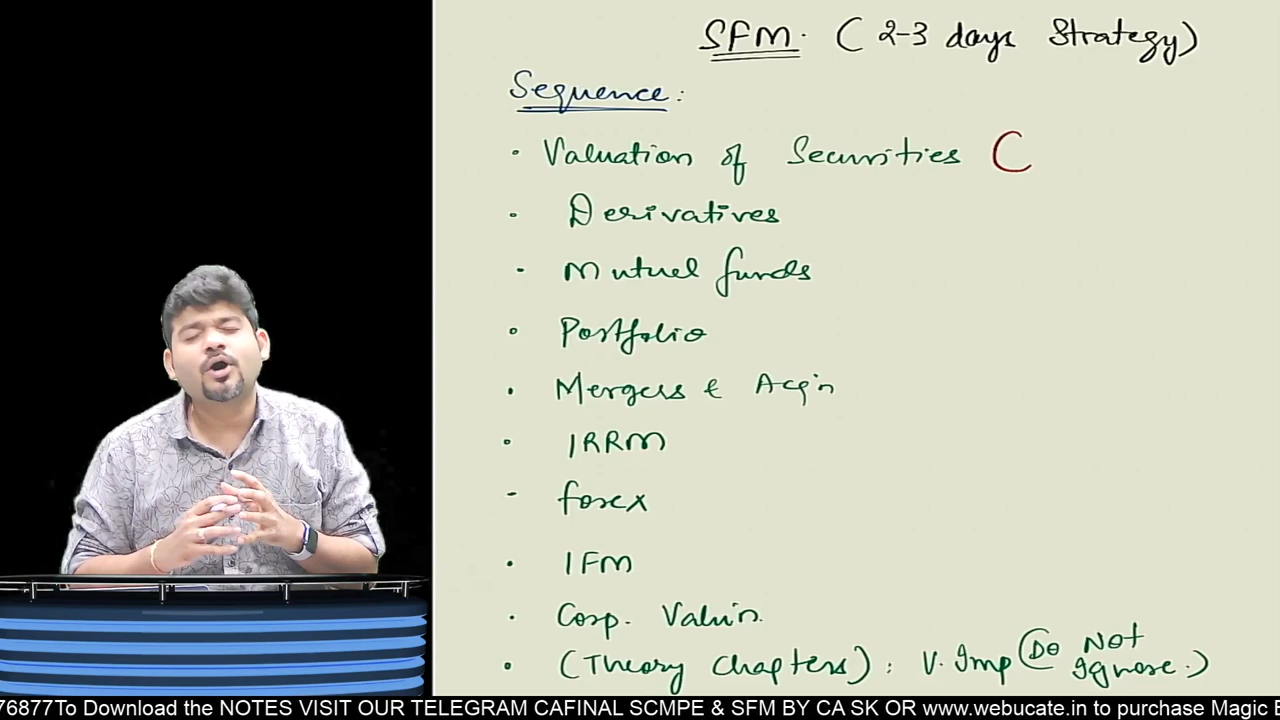 SFM. (2-3 days Strategy)
Sequence:
• Valuation of Securities C
• Derivatives
• Mutual funds
• Portfolio
• Mergers & Acq'n
• IRRM
- forex
• IFM
• Corp. Valu'n.
• (Theory Chapters): V. Imp (Do Not Ignore.)
76877To Download the NOTES VISIT OUR TELEGRAM CAFINAL SCMPE & SFM BY CA SK OR www.webucate.in to purchase Magic B